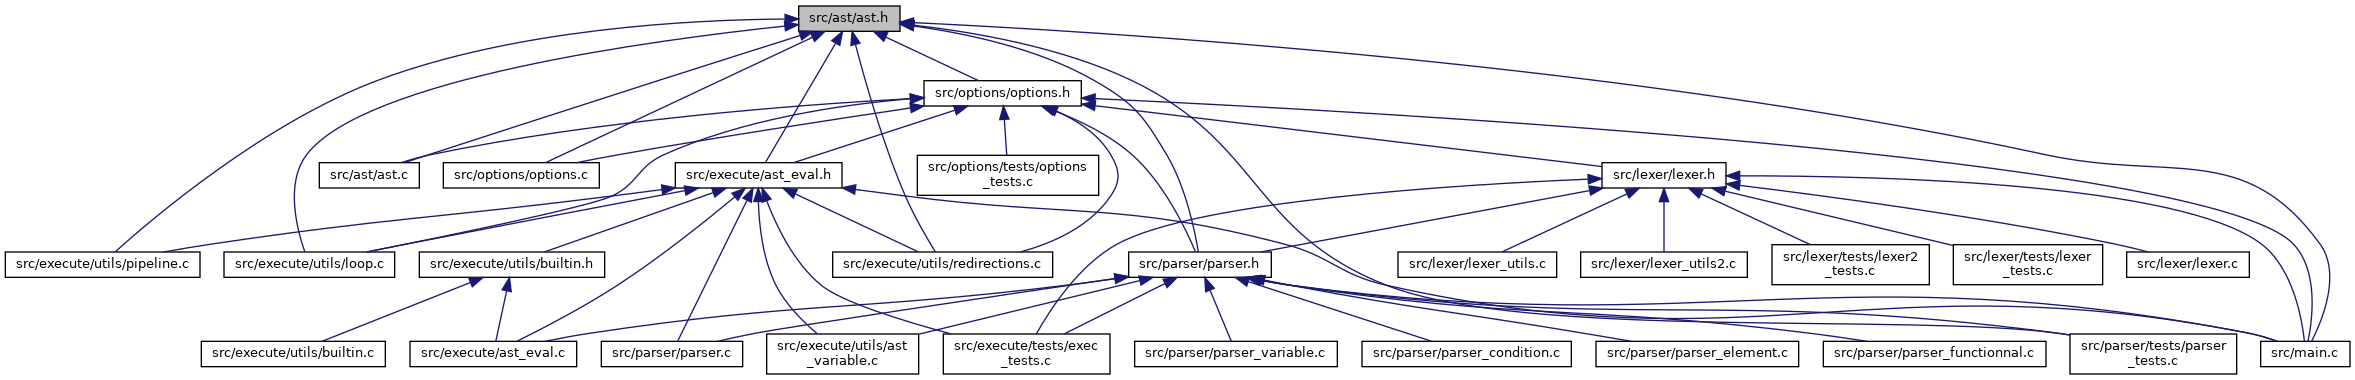 src/ast/ast.h
src/options/options.h
src/ast/ast.c
src/options/options.c
src/execute/ast_eval.h
src/options/tests/options
_tests.c
src/lexer/lexer.h
src/execute/utils/pipeline.c
src/execute/utils/loop.c
src/execute/utils/builtin.h
src/execute/utils/redirections.c
src/parser/parser.h
src/lexer/lexer_utils.c
src/lexer/lexer_utils2.c
src/lexer/tests/lexer2
_tests.c
src/lexer/tests/lexer
_tests.c
src/lexer/lexer.c
src/execute/utils/builtin.c
src/execute/ast_eval.c
src/parser/parser.c
src/execute/utils/ast
_variable.c
src/execute/tests/exec
_tests.c
src/parser/parser_variable.c
src/parser/parser_condition.c
src/parser/parser_element.c
src/parser/parser_functionnal.c
src/parser/tests/parser
_tests.c
src/main.c